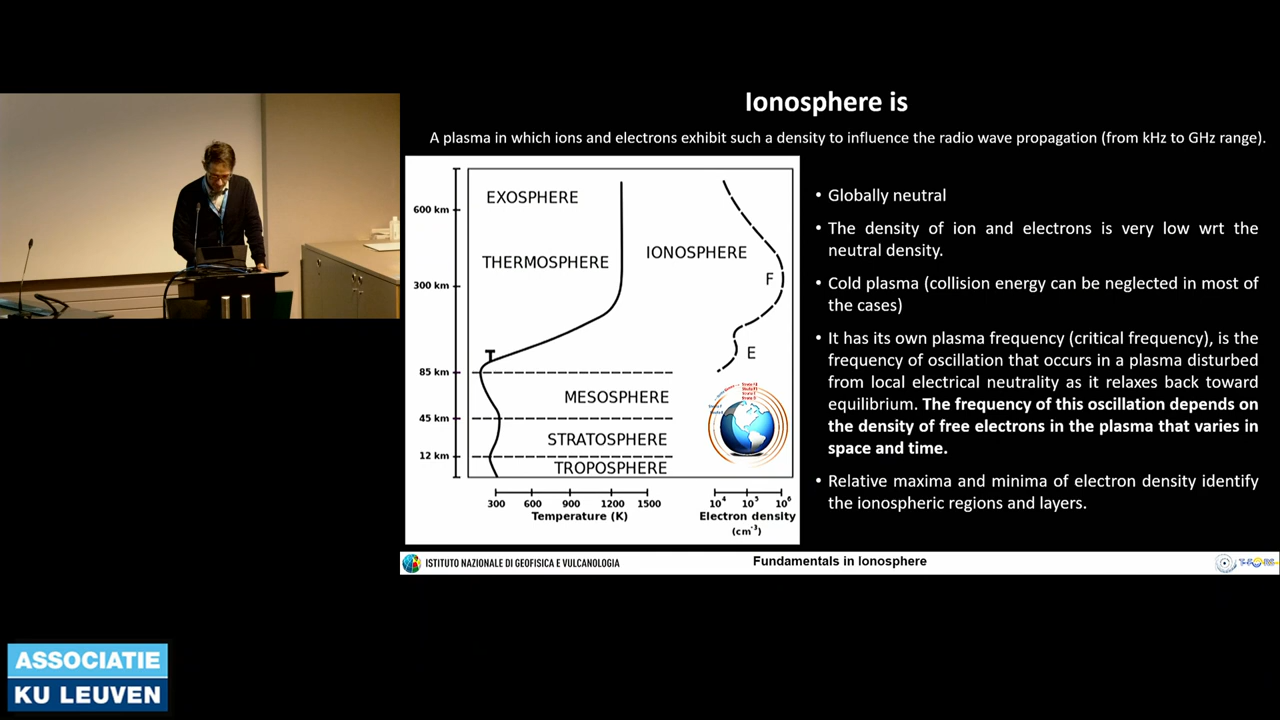 Ionosphere is
A plasma in which ions and electrons exhibit such a density to influence the radio wave propagation (from kHz to GHz range).
EXOSPHERE
600 km
IONOSPHERE
THERMOSPHERE
F
300 km
E
T
85 km
MESOSPHERE
45 km
STRATOSPHERE
12 km
TROPOSPHERE
300 600 900 1200 1500
Temperature (K)
10⁴ 10⁵ 10⁶
Electron density
(cm⁻³)
• Globally neutral
• The density of ion and electrons is very low wrt the
neutral density.
• Cold plasma (collision energy can be neglected in most of
the cases)
• It has its own plasma frequency (critical frequency), is the
frequency of oscillation that occurs in a plasma disturbed
from local electrical neutrality as it relaxes back toward
equilibrium. The frequency of this oscillation depends on
the density of free electrons in the plasma that varies in
space and time.
• Relative maxima and minima of electron density identify
the ionospheric regions and layers.
ISTITUTO NAZIONALE DI GEOFISICA E VULCANOLOGIA
Fundamentals in Ionosphere
ASSOCIATIE
KU LEUVEN